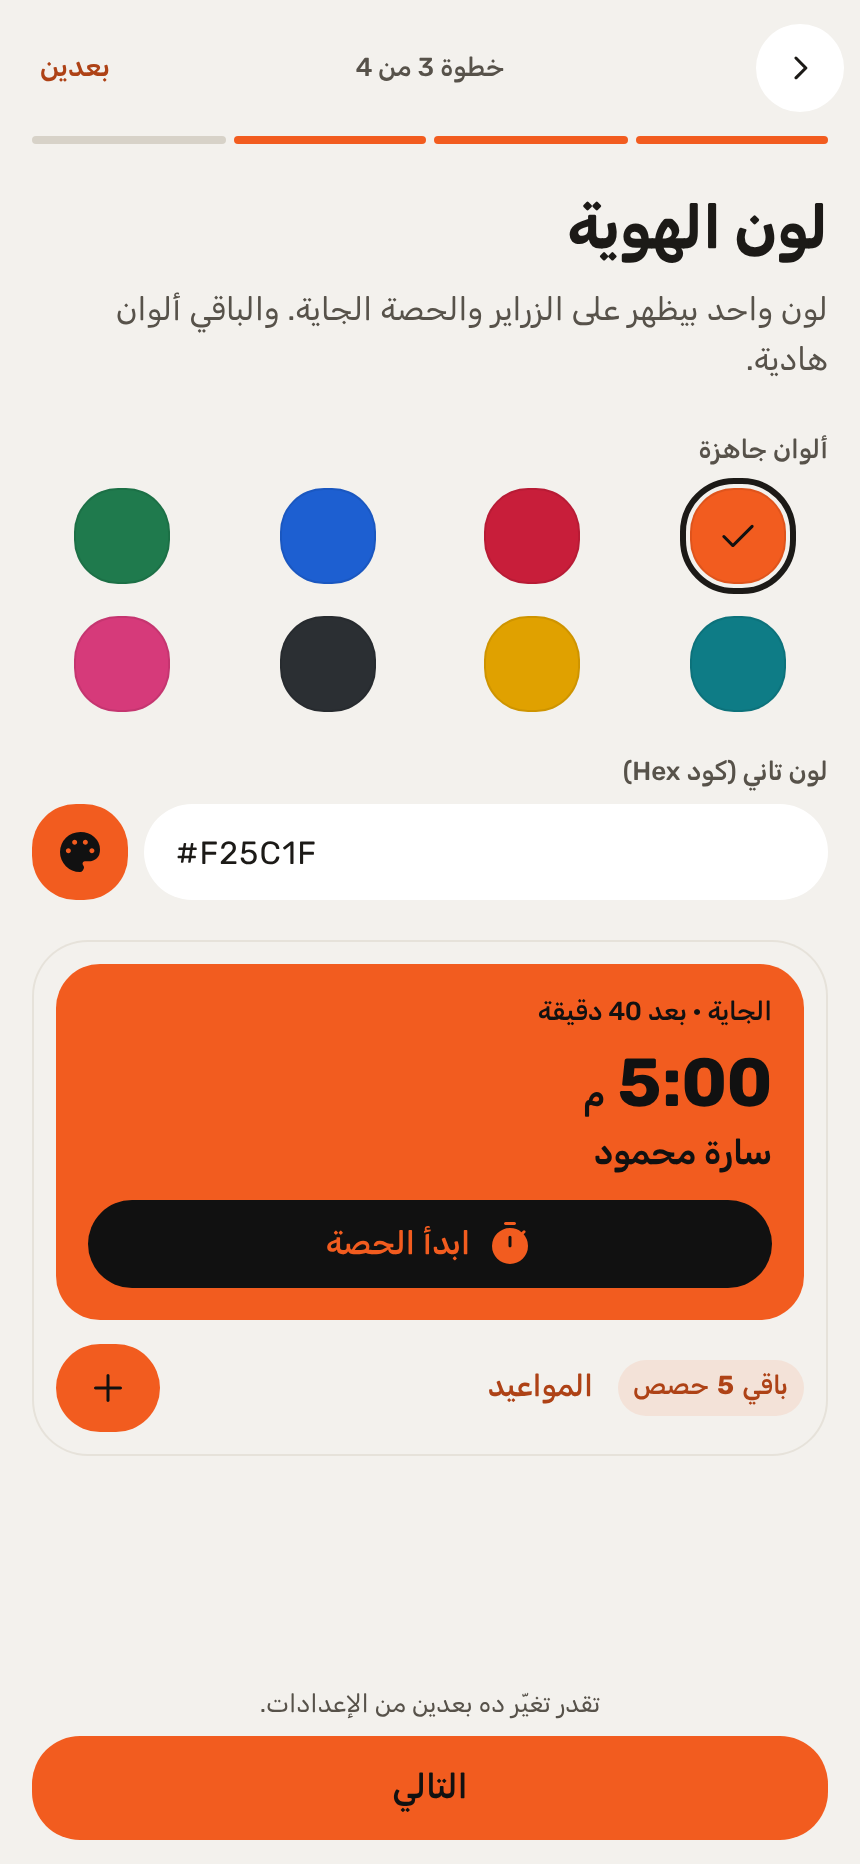 خطوة 3 من 4
بعدين
لون الهوية
لون واحد بيظهر على الزراير والحصة الجاية. والباقي ألوان
هادية.
ألوان جاهزة
لون تاني (كود Hex)
#F25C1F
الجاية • بعد 40 دقيقة
5:00 م
سارة محمود
ابدأ الحصة
باقي 5 حصص
المواعيد
تقدر تغيّر ده بعدين من الإعدادات.
التالي